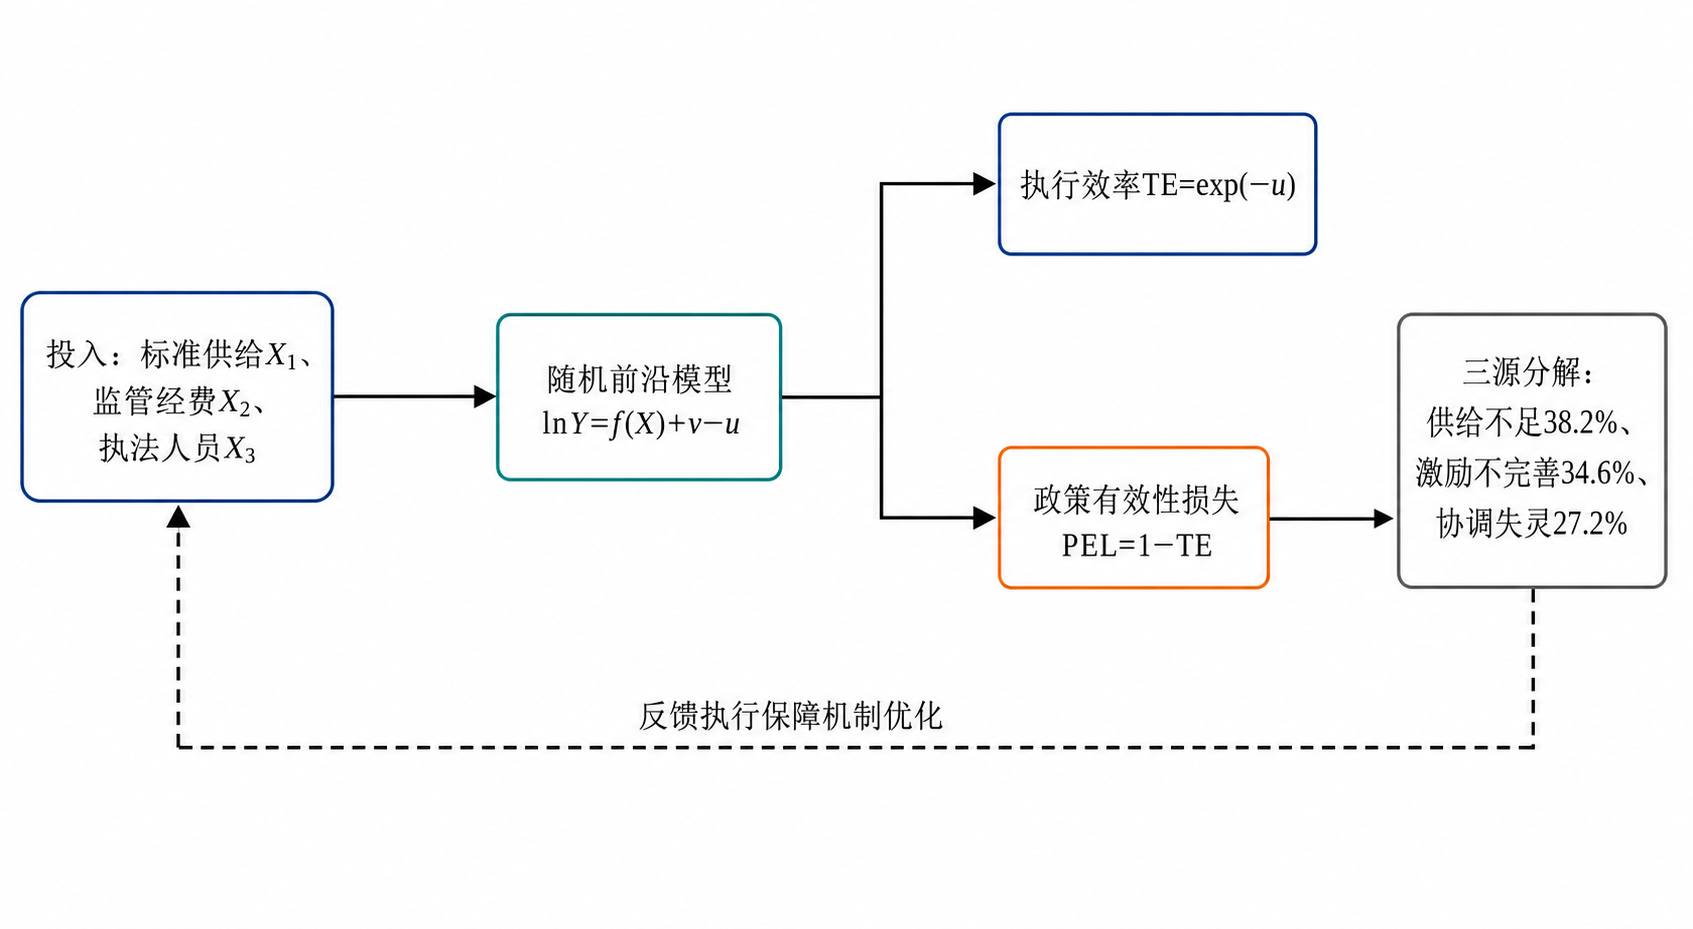 执行效率TE=exp(−u)
投入：标准供给X₁、
监管经费X₂、
执法人员X₃
随机前沿模型
lnY=f(X)+v−u
政策有效性损失
PEL=1−TE
三源分解：
供给不足38.2%、
激励不完善34.6%、
协调失灵27.2%
反馈执行保障机制优化